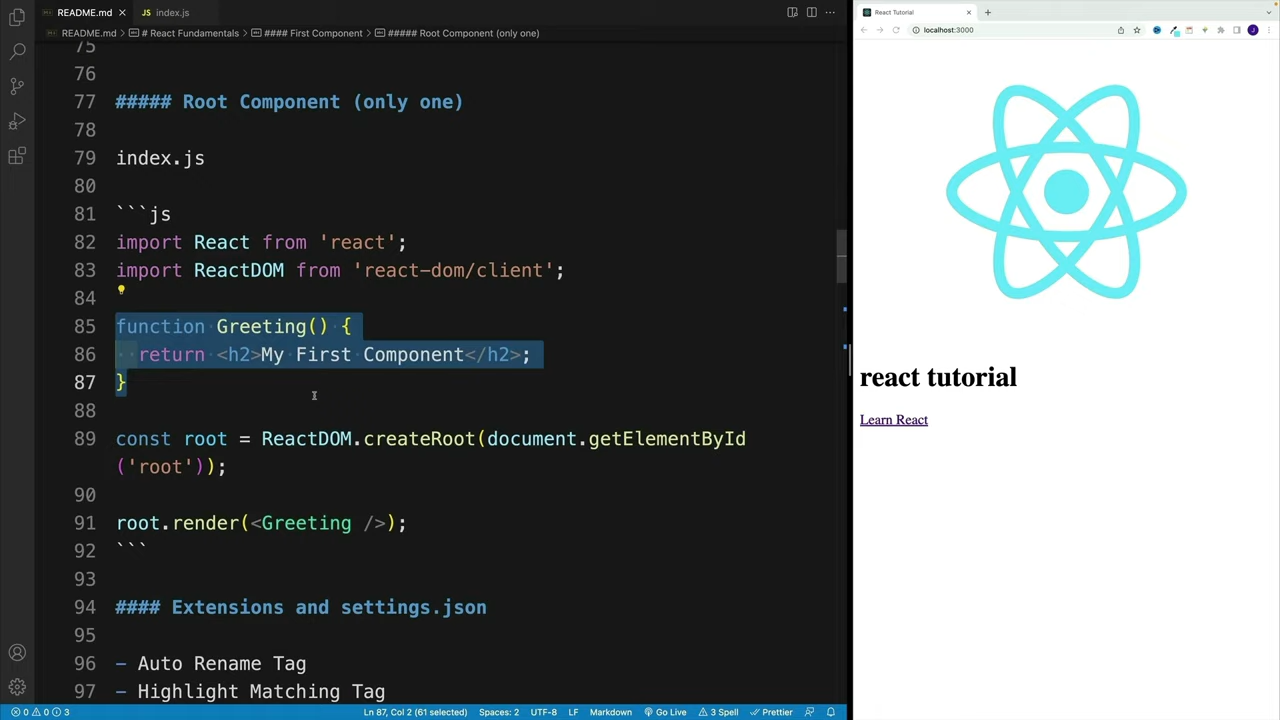 README.md
index.js
README.md > # React Fundamentals > #### First Component > ##### Root Component (only one)
75
76
77 ##### Root Component (only one)
78
79 index.js
80
81 ```js
82 import React from 'react';
83 import ReactDOM from 'react-dom/client';
84
85 function Greeting() {
86 return <h2>My First Component</h2>;
87 }
88
89 const root = ReactDOM.createRoot(document.getElementById
('root'));
90
91 root.render(<Greeting />);
92 ```
93
94 #### Extensions and settings.json
95
96 - Auto Rename Tag
97 - Highlight Matching Tag
0 0 3 Ln 87, Col 2 (61 selected) Spaces: 2 UTF-8 LF Markdown Go Live 3 Spell Prettier
React Tutorial
localhost:3000
J
react tutorial
Learn React